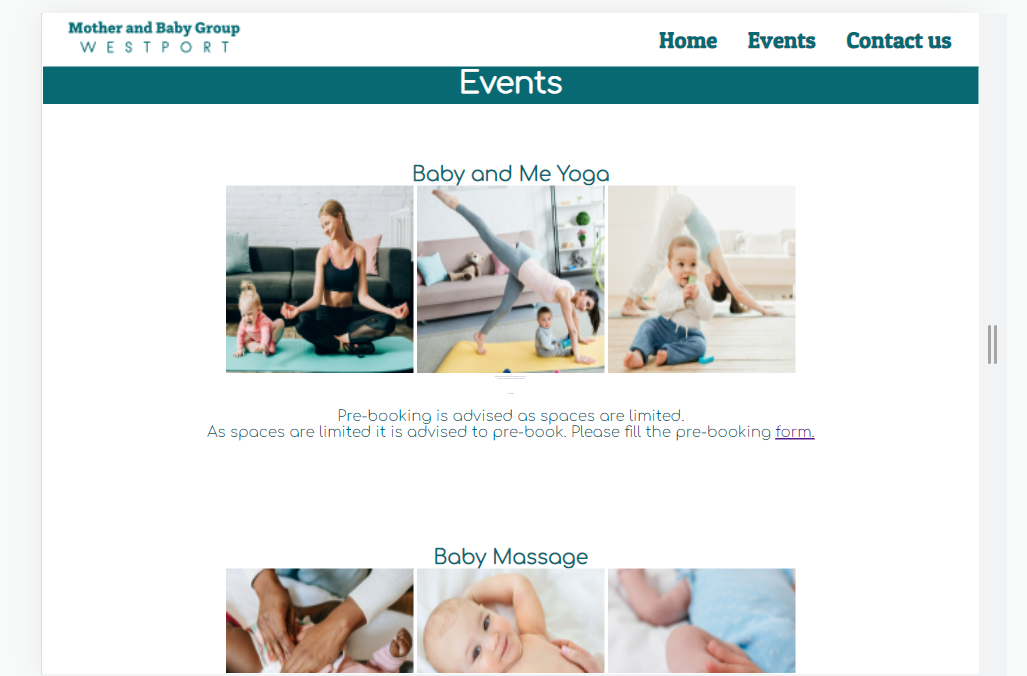 Mother and Baby Group
WESTPORT
Home Events Contact us
Events
Baby and Me Yoga
Pre-booking is advised as spaces are limited.
As spaces are limited it is advised to pre-book. Please fill the pre-booking form.
Baby Massage